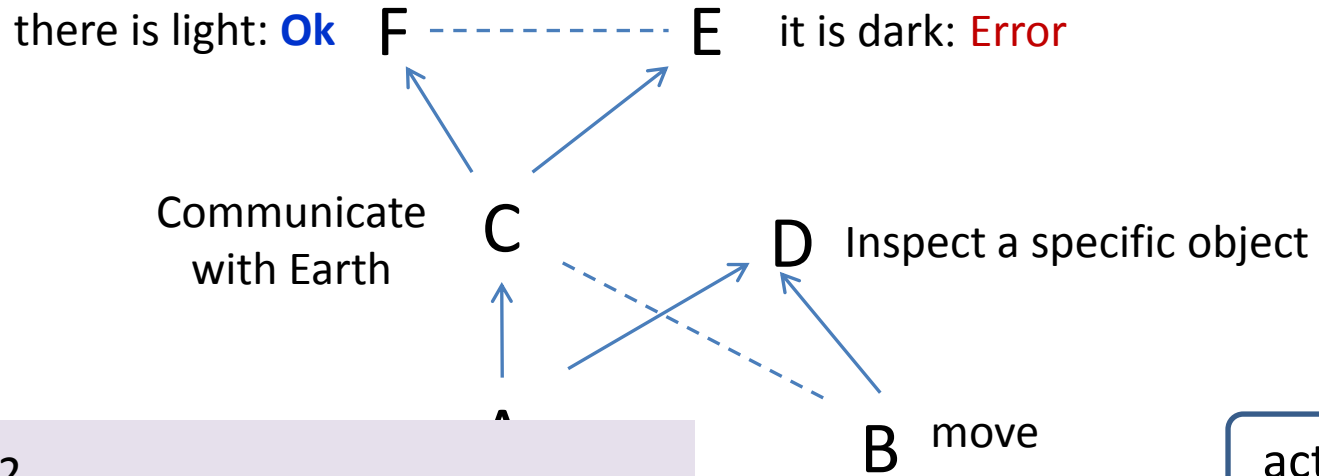 there is light: Ok F E it is dark: Error
Communicate
with Earth
C D Inspect a specific object
B move